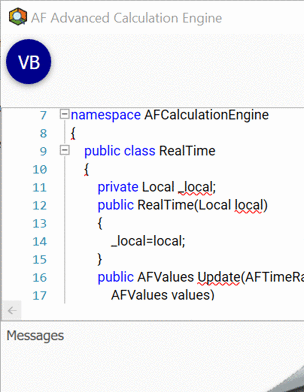 AF Advanced Calculation Engine
VB
7 namespace AFCalculationEngine
8 {
9 public class RealTime
10 {
11 private Local _local;
12 public RealTime(Local local)
13 {
14 _local=local;
15 }
16 public AFValues Update(AFTimeRa
17 AFValues values)
Messages